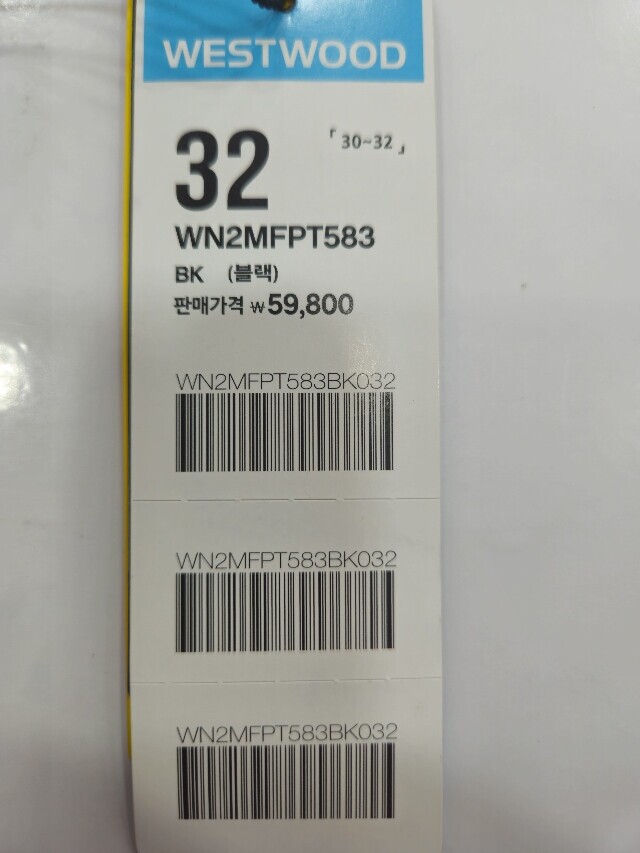 WESTWOOD
32 「30-32」
WN2MFPT583
BK (블랙)
판매가격 ₩59,800
WN2MFPT583BK032
WN2MFPT583BK032
WN2MFPT583BK032